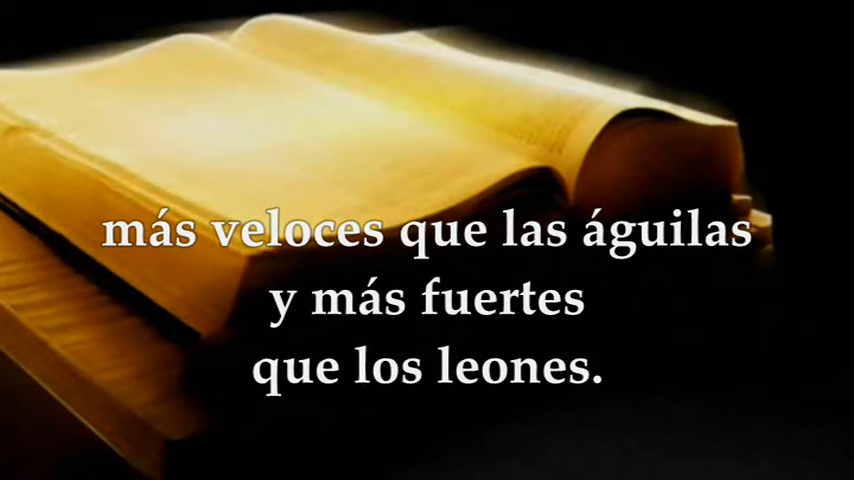 más veloces que las águilas
y más fuertes
que los leones.